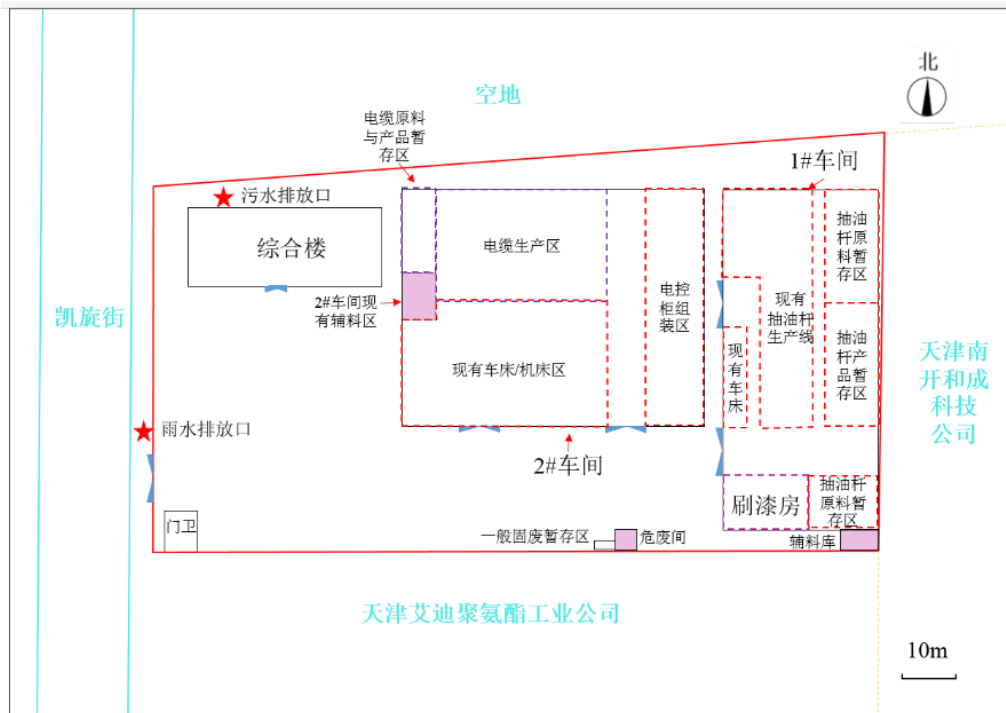 北
空地
电缆原料
与产品暂
存区
1#车间
污水排放口
综合楼
电缆生产区
电控
柜组
装区
抽油
杆原
料暂
存区
2#车间现
有辅料区
现有
抽油杆
生产线
凯旋街
现有车床/机床区
现
有
车
床
抽油
杆产
品暂
存区
天津南
开和成
科技
公司
雨水排放口
2#车间
刷漆房
抽油杆
原料暂
存区
门卫
一般固废暂存区
危废间
辅料库
天津艾迪聚氨酯工业公司
10m